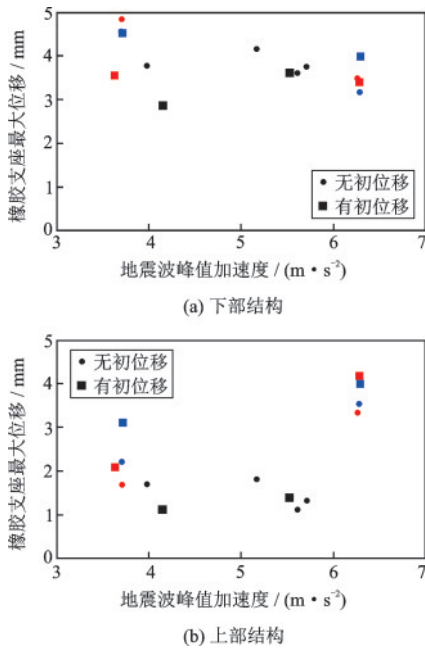 5
4
3
2
1
0
橡胶支座最大位移 / mm
无初位移
有初位移
3 4 5 6 7
地震波峰值加速度 / (m·s⁻²)
(a) 下部结构
5
4
3
2
1
0
橡胶支座最大位移 / mm
无初位移
有初位移
3 4 5 6 7
地震波峰值加速度 / (m·s⁻²)
(b) 上部结构